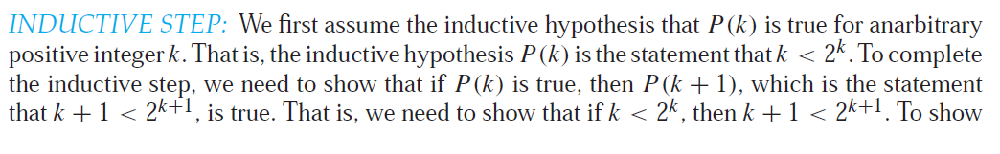 INDUCTIVE STEP: We first assume the inductive hypothesis that P(k) is true for anarbitrary
positive integer k. That is, the inductive hypothesis P(k) is the statement that k < 2^k. To complete
the inductive step, we need to show that if P(k) is true, then P(k + 1), which is the statement
that k + 1 < 2^{k+1}, is true. That is, we need to show that if k < 2^k, then k + 1 < 2^{k+1}. To show